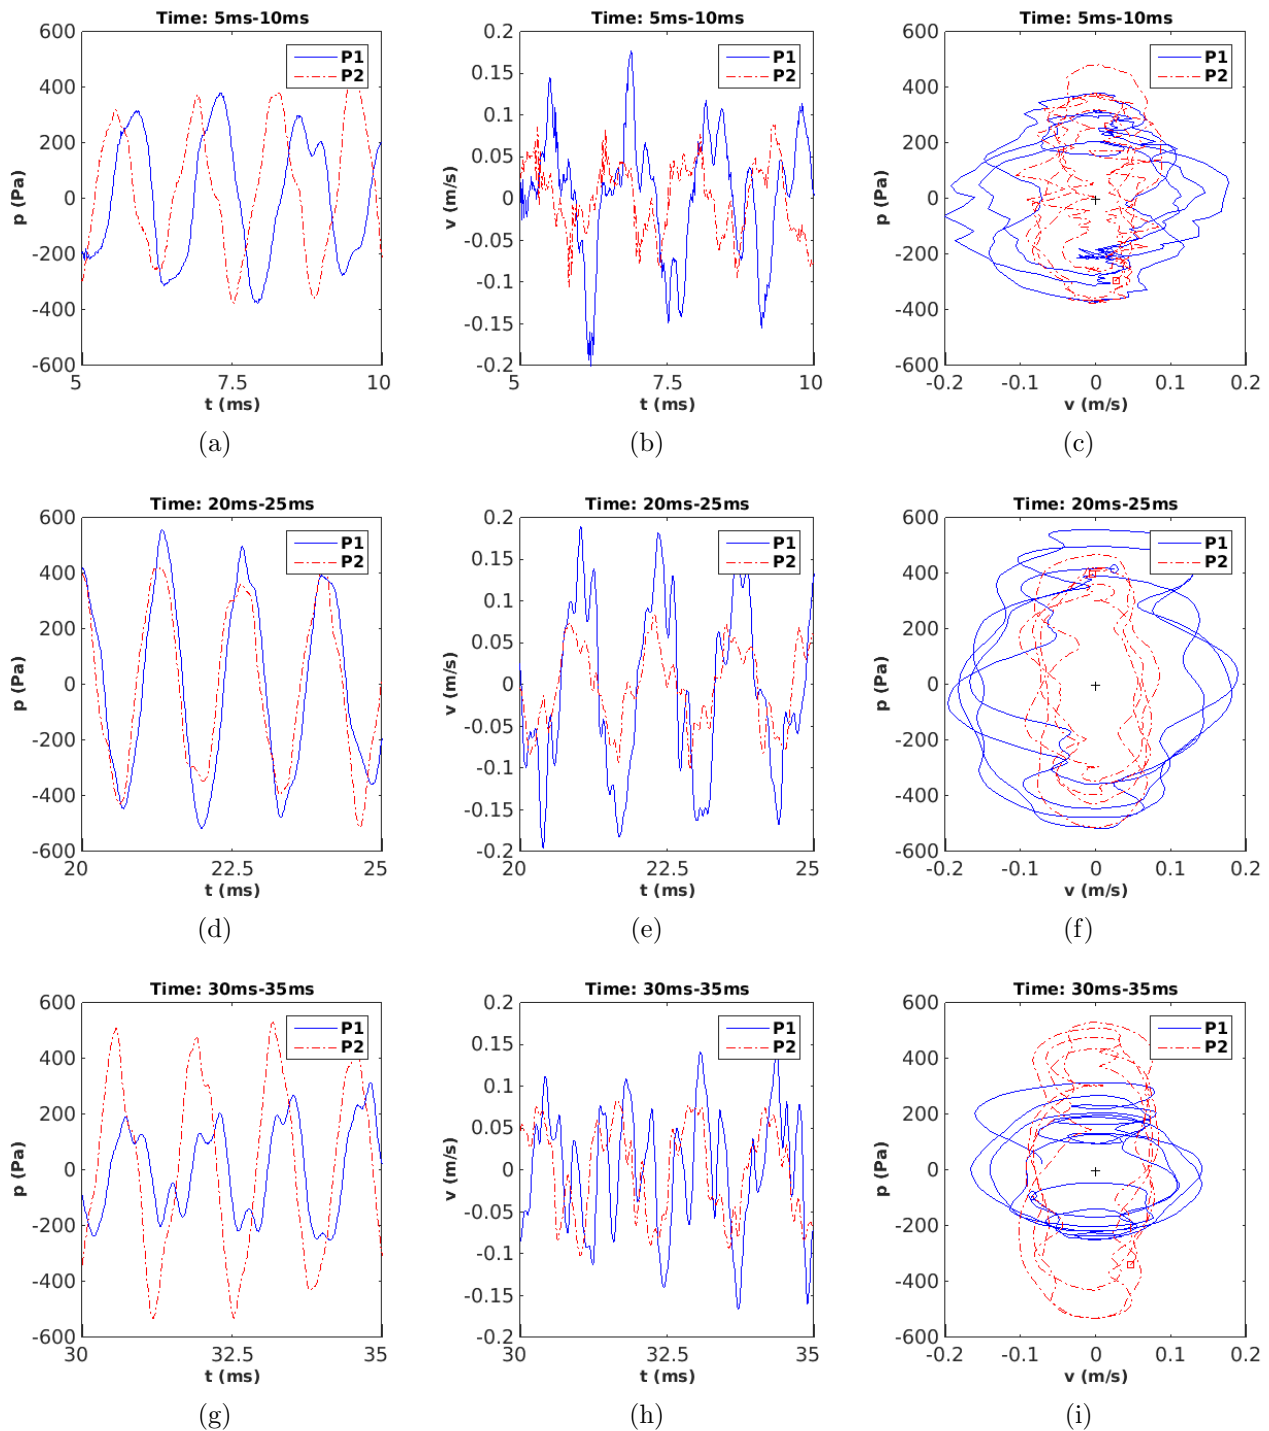 Time: 5ms-10ms
600
400
200
0
-200
-400
-600
p (Pa)
5
7.5
10
t (ms)
P1
P2
(a)
Time: 5ms-10ms
0.2
0.15
0.1
0.05
0
-0.05
-0.1
-0.15
-0.2
v (m/s)
5
7.5
10
t (ms)
P1
P2
(b)
Time: 5ms-10ms
600
400
200
0
-200
-400
-600
p (Pa)
-0.2
-0.1
0
0.1
0.2
v (m/s)
P1
P2
(c)
Time: 20ms-25ms
600
400
200
0
-200
-400
-600
p (Pa)
20
22.5
25
t (ms)
P1
P2
(d)
Time: 20ms-25ms
0.2
0.15
0.1
0.05
0
-0.05
-0.1
-0.15
-0.2
v (m/s)
20
22.5
25
t (ms)
P1
P2
(e)
Time: 20ms-25ms
600
400
200
0
-200
-400
-600
p (Pa)
-0.2
-0.1
0
0.1
0.2
v (m/s)
P1
P2
(f)
Time: 30ms-35ms
600
400
200
0
-200
-400
-600
p (Pa)
30
32.5
35
t (ms)
P1
P2
(g)
Time: 30ms-35ms
0.2
0.15
0.1
0.05
0
-0.05
-0.1
-0.15
-0.2
v (m/s)
30
32.5
35
t (ms)
P1
P2
(h)
Time: 30ms-35ms
600
400
200
0
-200
-400
-600
p (Pa)
-0.2
-0.1
0
0.1
0.2
v (m/s)
P1
P2
(i)